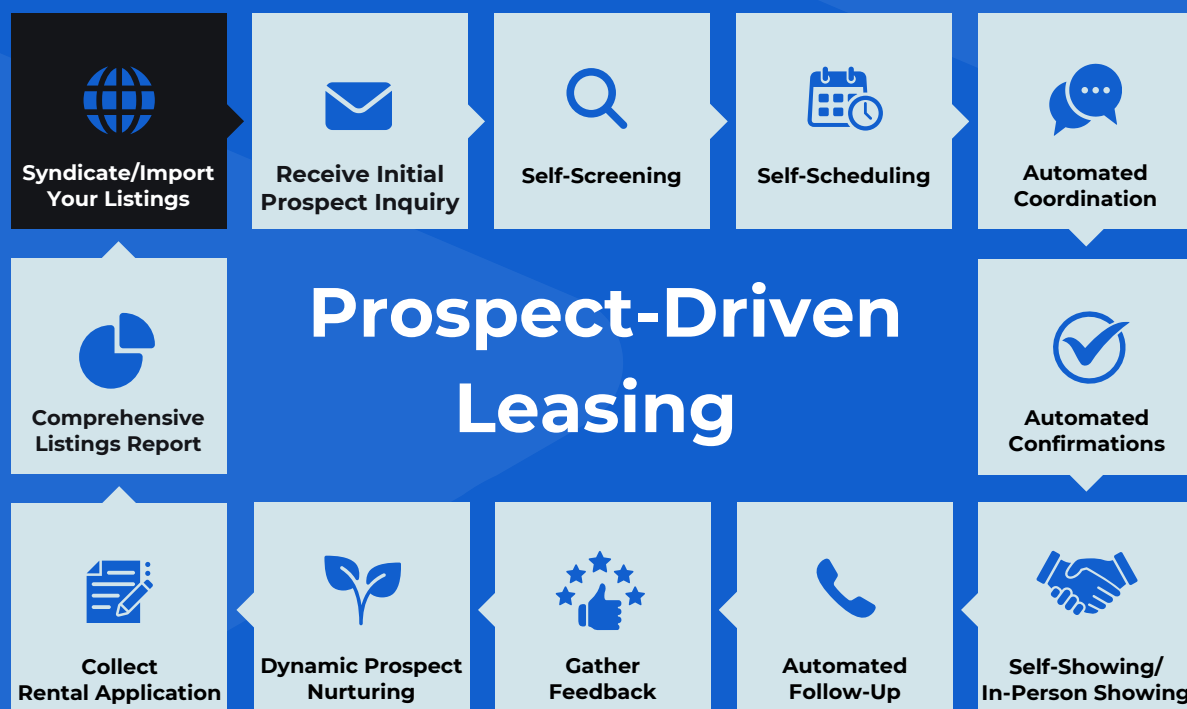 Syndicate/Import
Your Listings
Receive Initial
Prospect Inquiry
Self-Screening
Self-Scheduling
Automated
Coordination
Prospect-Driven
Leasing
Comprehensive
Listings Report
Automated
Confirmations
Collect
Rental Application
Dynamic Prospect
Nurturing
Gather
Feedback
Automated
Follow-Up
Self-Showing/
In-Person Showing